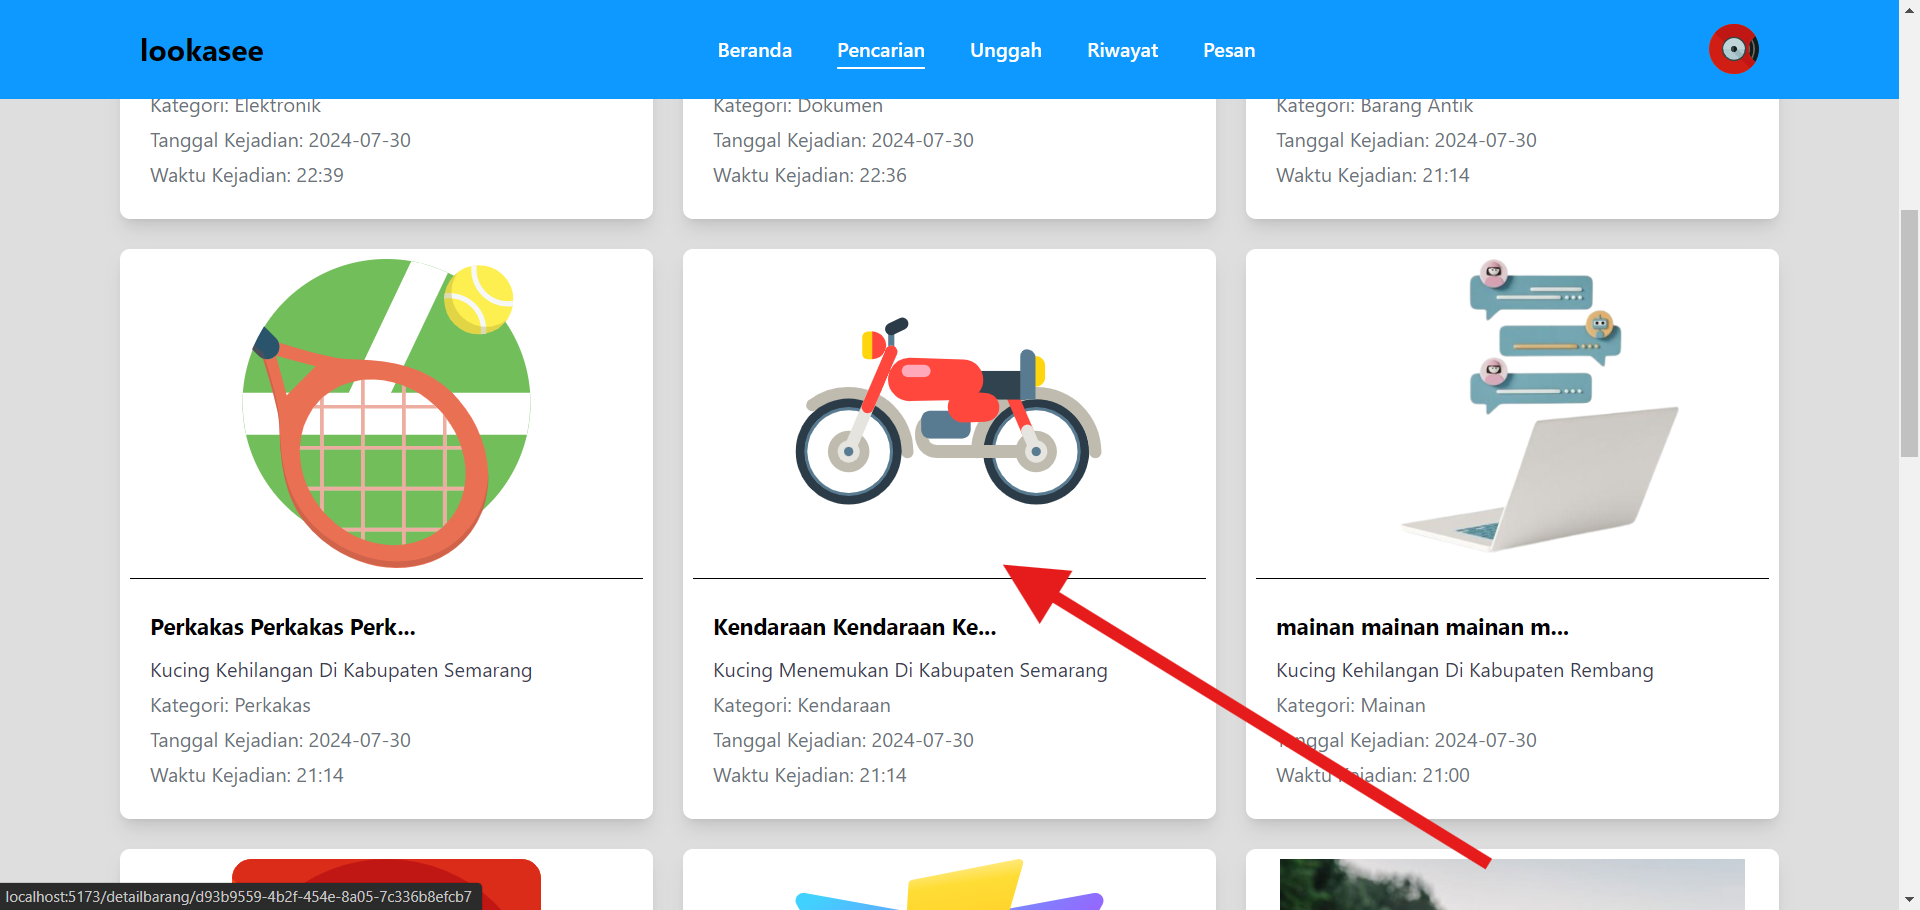 lookasee
Beranda
Pencarian
Unggah
Riwayat
Pesan
Kategori: Elektronik
Tanggal Kejadian: 2024-07-30
Waktu Kejadian: 22:39
Kategori: Dokumen
Tanggal Kejadian: 2024-07-30
Waktu Kejadian: 22:36
Kategori: Barang Antik
Tanggal Kejadian: 2024-07-30
Waktu Kejadian: 21:14
Perkakas Perkakas Perk...
Kucing Kehilangan Di Kabupaten Semarang
Kategori: Perkakas
Tanggal Kejadian: 2024-07-30
Waktu Kejadian: 21:14
Kendaraan Kendaraan Ke...
Kucing Menemukan Di Kabupaten Semarang
Kategori: Kendaraan
Tanggal Kejadian: 2024-07-30
Waktu Kejadian: 21:14
mainan mainan mainan m...
Kucing Kehilangan Di Kabupaten Rembang
Kategori: Mainan
Tanggal Kejadian: 2024-07-30
Waktu Kejadian: 21:00
localhost:5173/detailbarang/d93b9559-4b2f-454e-8a05-7c336b8efcb7